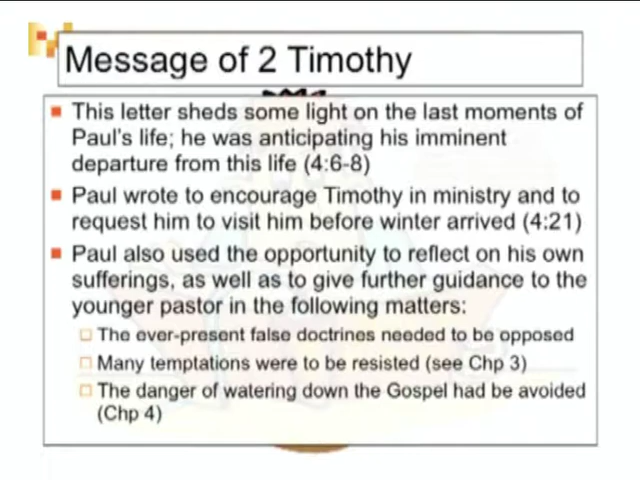 Message of 2 Timothy
This letter sheds some light on the last moments of
Paul's life; he was anticipating his imminent
departure from this life (4:6-8)
Paul wrote to encourage Timothy in ministry and to
request him to visit him before winter arrived (4:21)
Paul also used the opportunity to reflect on his own
sufferings, as well as to give further guidance to the
younger pastor in the following matters:
The ever-present false doctrines needed to be opposed
Many temptations were to be resisted (see Chp 3)
The danger of watering down the Gospel had be avoided
(Chp 4)